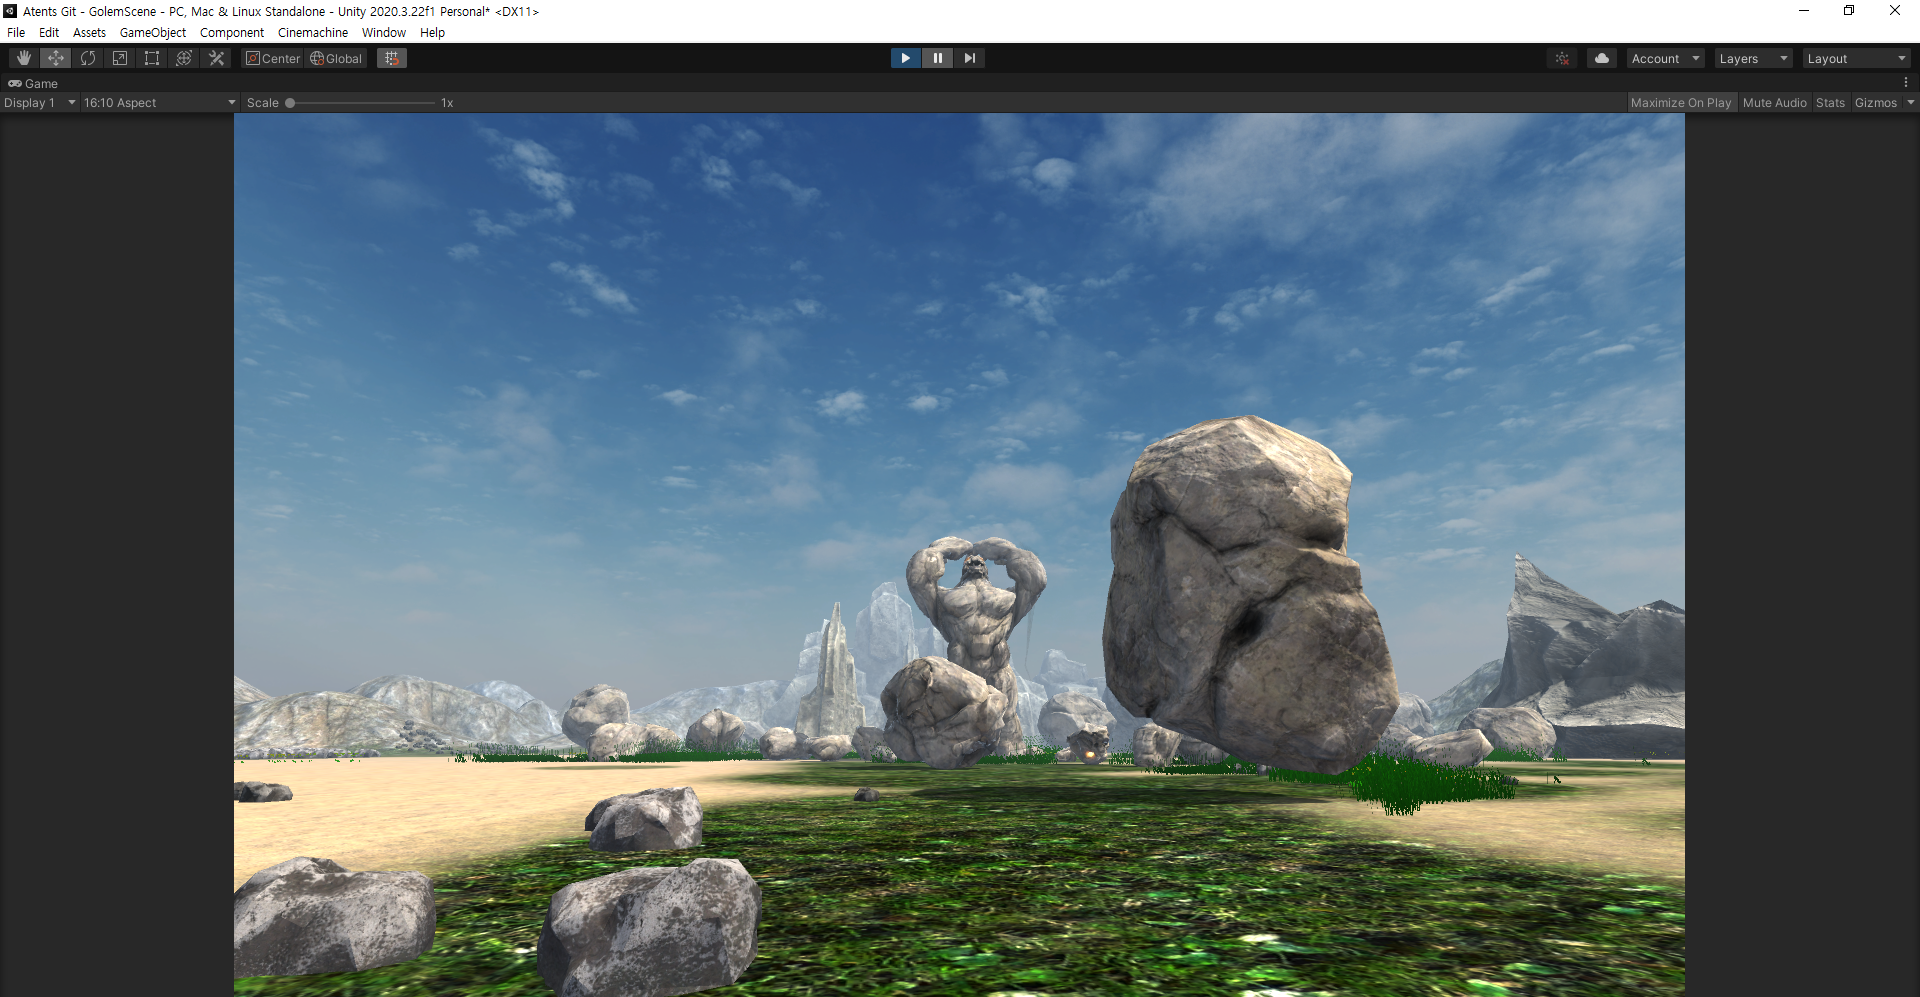 Atents Git - GolemScene - PC, Mac & Linux Standalone - Unity 2020.3.22f1 Personal* <DX11>
File Edit Assets GameObject Component Cinemachine Window Help
Center Global Account Layers Layout
Game
Display 1 16:10 Aspect Scale 1x Maximize On Play Mute Audio Stats Gizmos